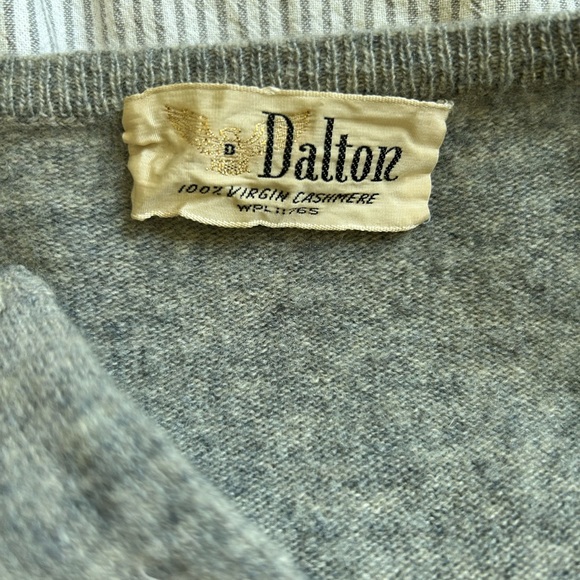 B
Dalton
100% VIRGIN CASHMERE
WPL 11765